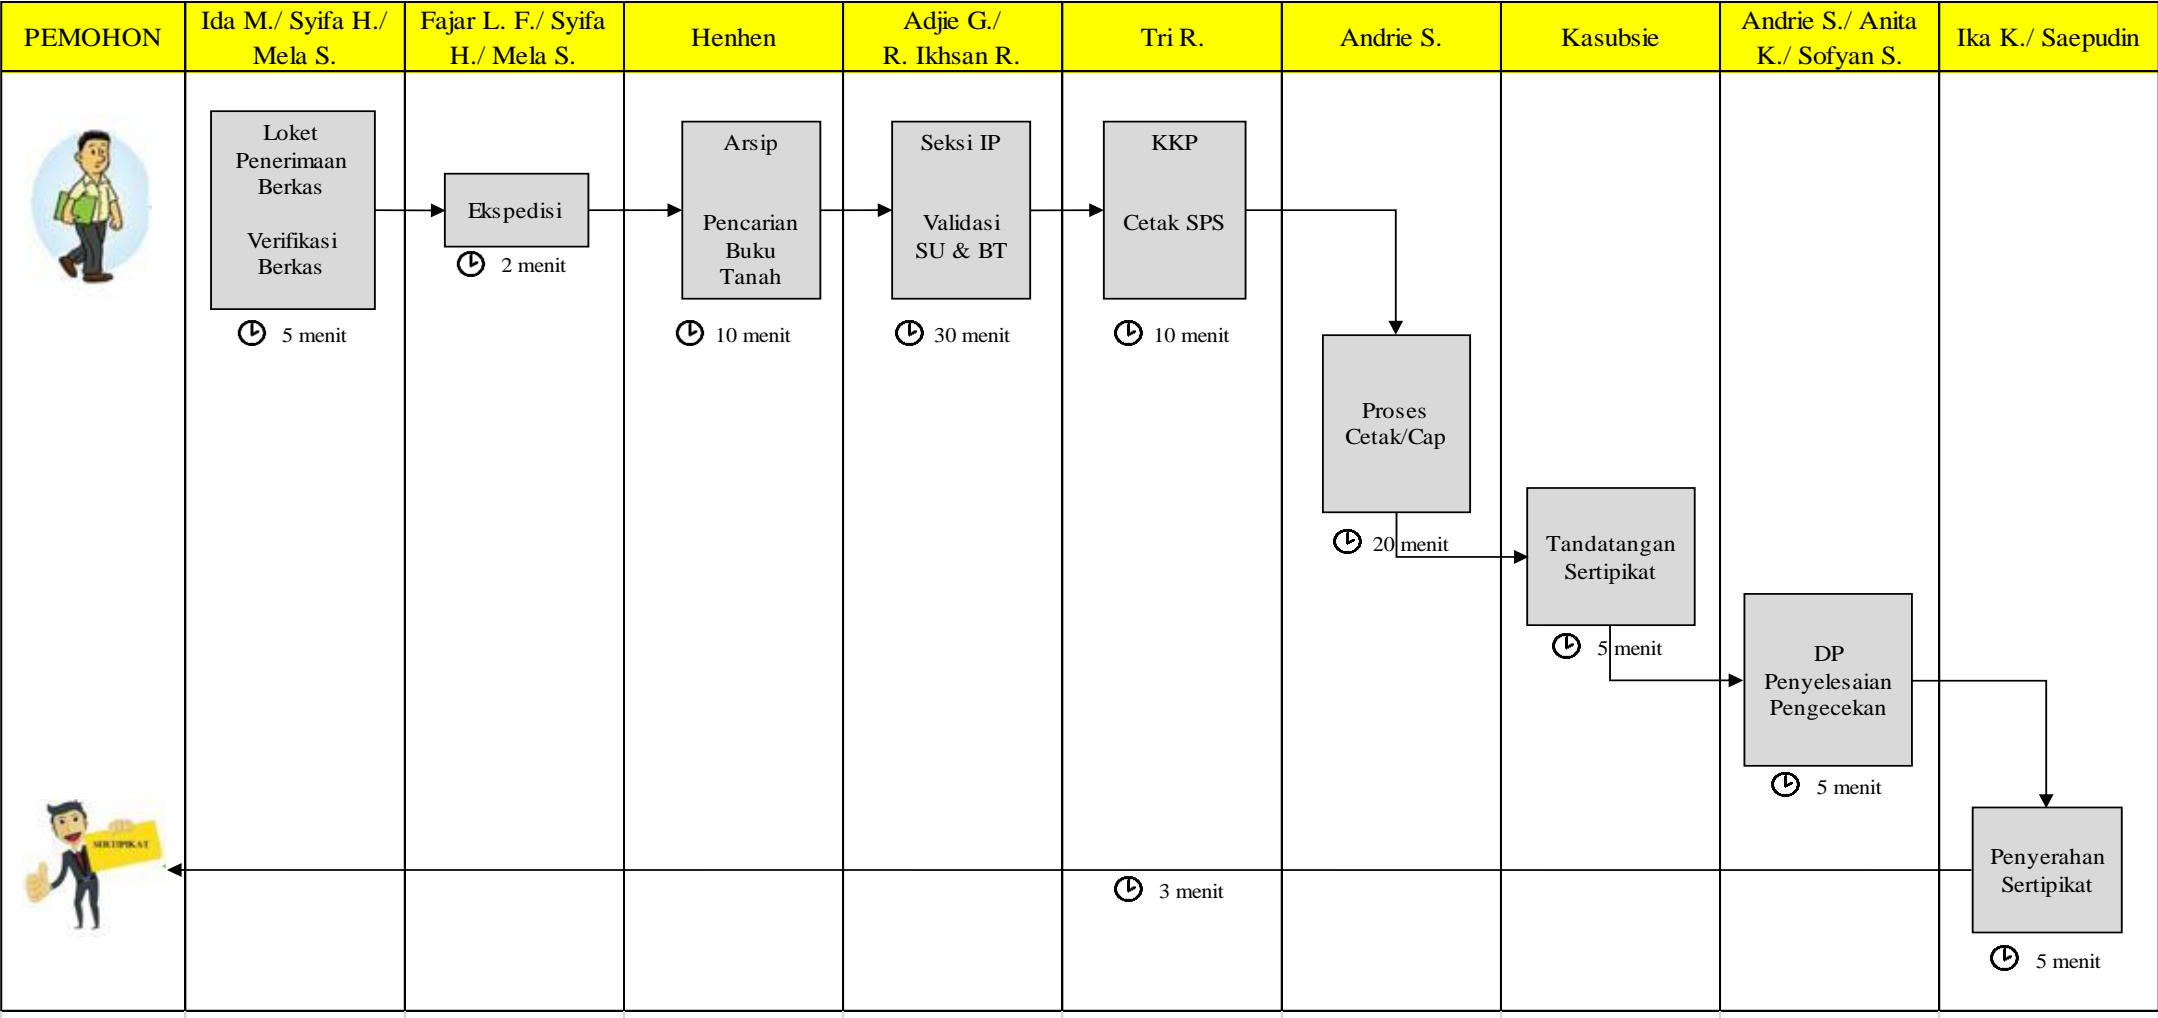 PEMOHON
Ida M./ Syifa H./
Mela S.
Fajar L. F./ Syifa
H./ Mela S.
Henhen
Adjie G./
R. Ikhsan R.
Tri R.
Andrie S.
Kasubsie
Andrie S./ Anita
K./ Sofyan S.
Ika K./ Saepudin
Loket
Penerimaan
Berkas
Verifikasi
Berkas
5 menit
Ekspedisi
2 menit
Arsip
Pencarian
Buku
Tanah
10 menit
Seksi IP
Validasi
SU & BT
30 menit
KKP
Cetak SPS
10 menit
Proses
Cetak/Cap
20 menit
Tandatangan
Sertipikat
5 menit
DP
Penyelesaian
Pengecekan
5 menit
Penyerahan
Sertipikat
5 menit
3 menit
SERTIPIKAT